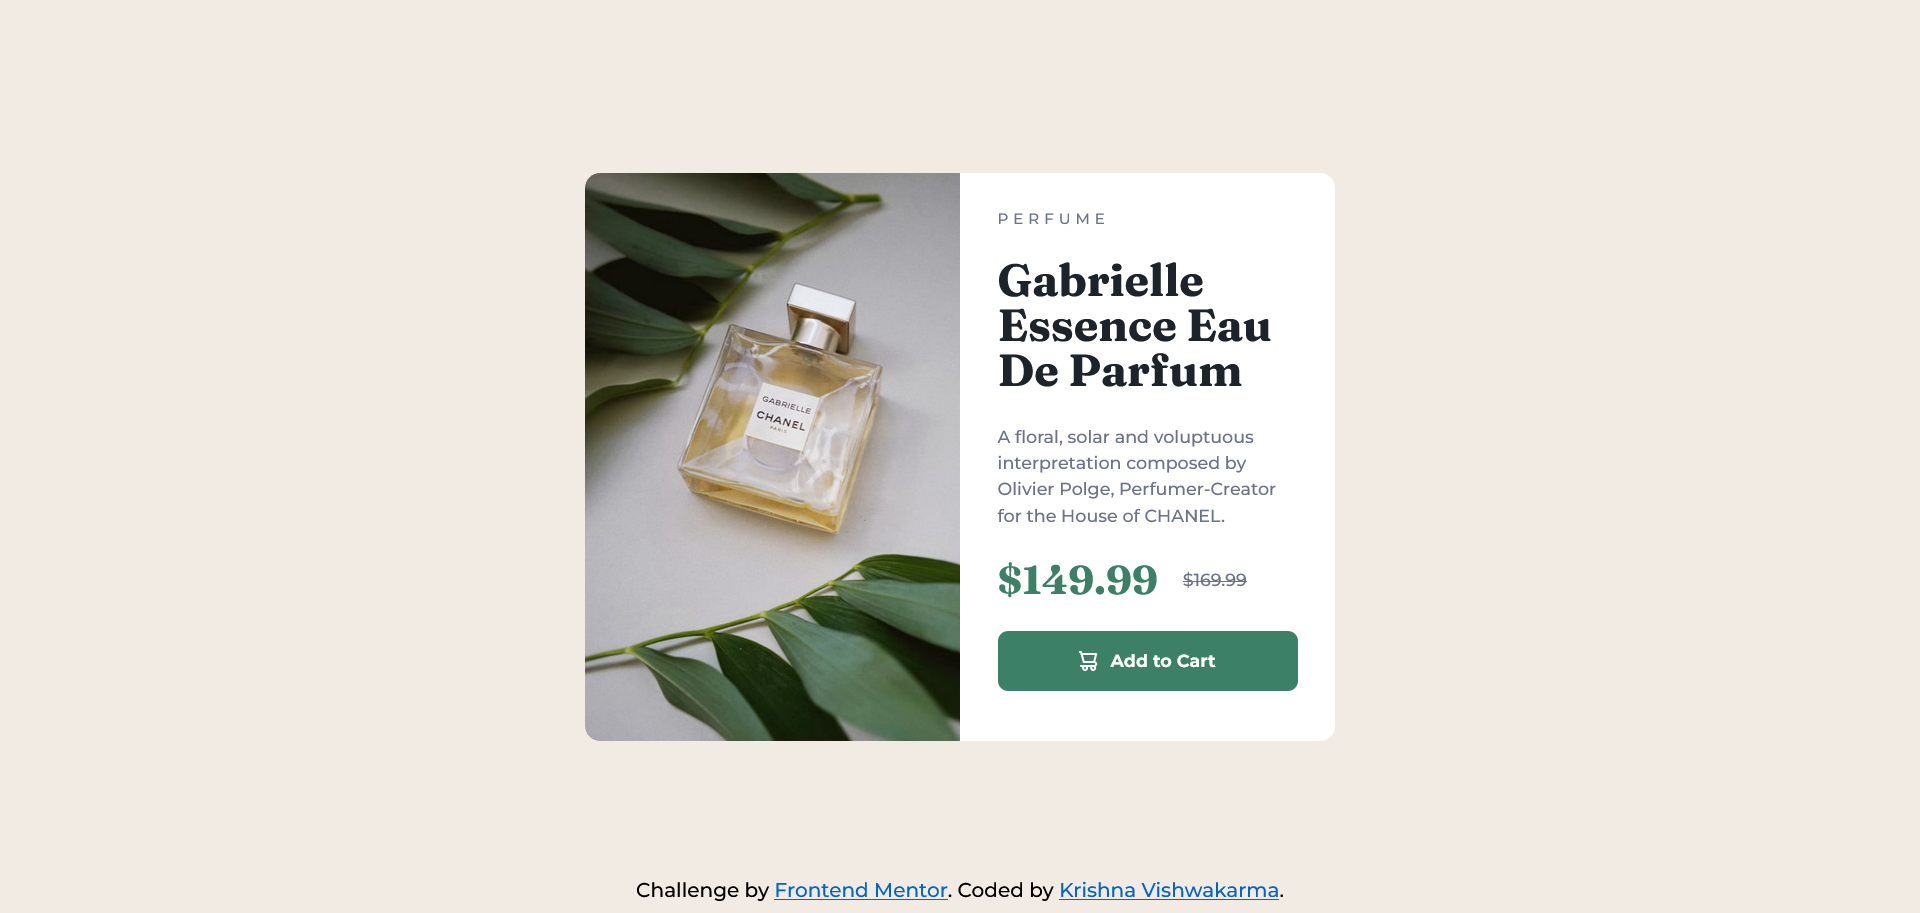 GABRIELLE
CHANEL
PARIS
PERFUME
Gabrielle
Essence Eau
De Parfum
A floral, solar and voluptuous
interpretation composed by
Olivier Polge, Perfumer-Creator
for the House of CHANEL.
$149.99 $169.99
Add to Cart
Challenge by Frontend Mentor. Coded by Krishna Vishwakarma.